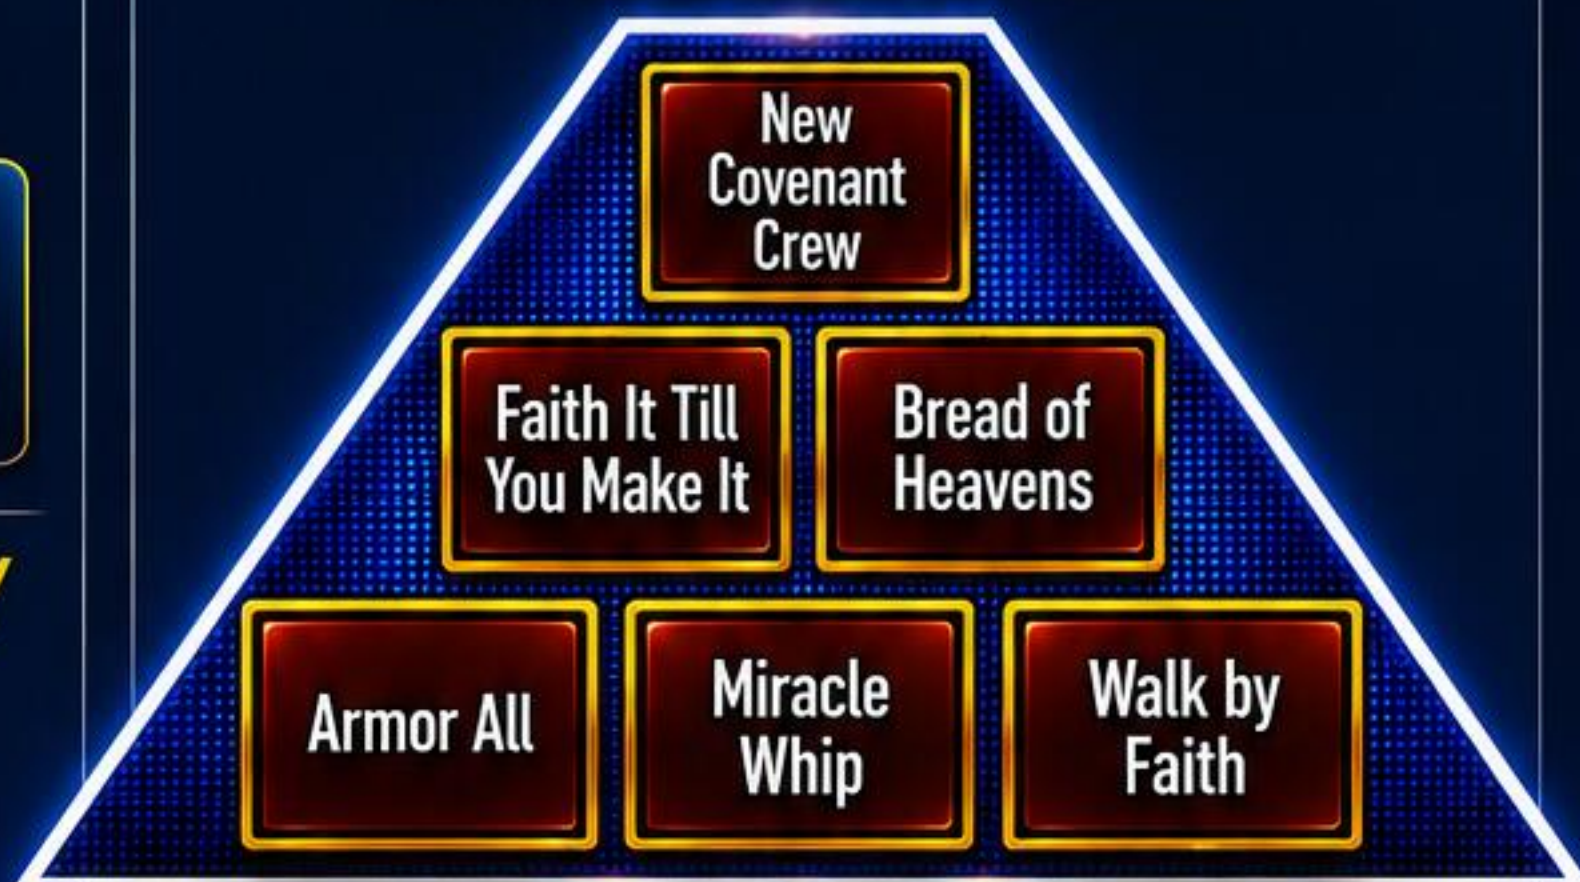 New
Covenant
Crew
Faith It Till
You Make It
Bread of
Heavens
Armor All
Miracle
Whip
Walk by
Faith